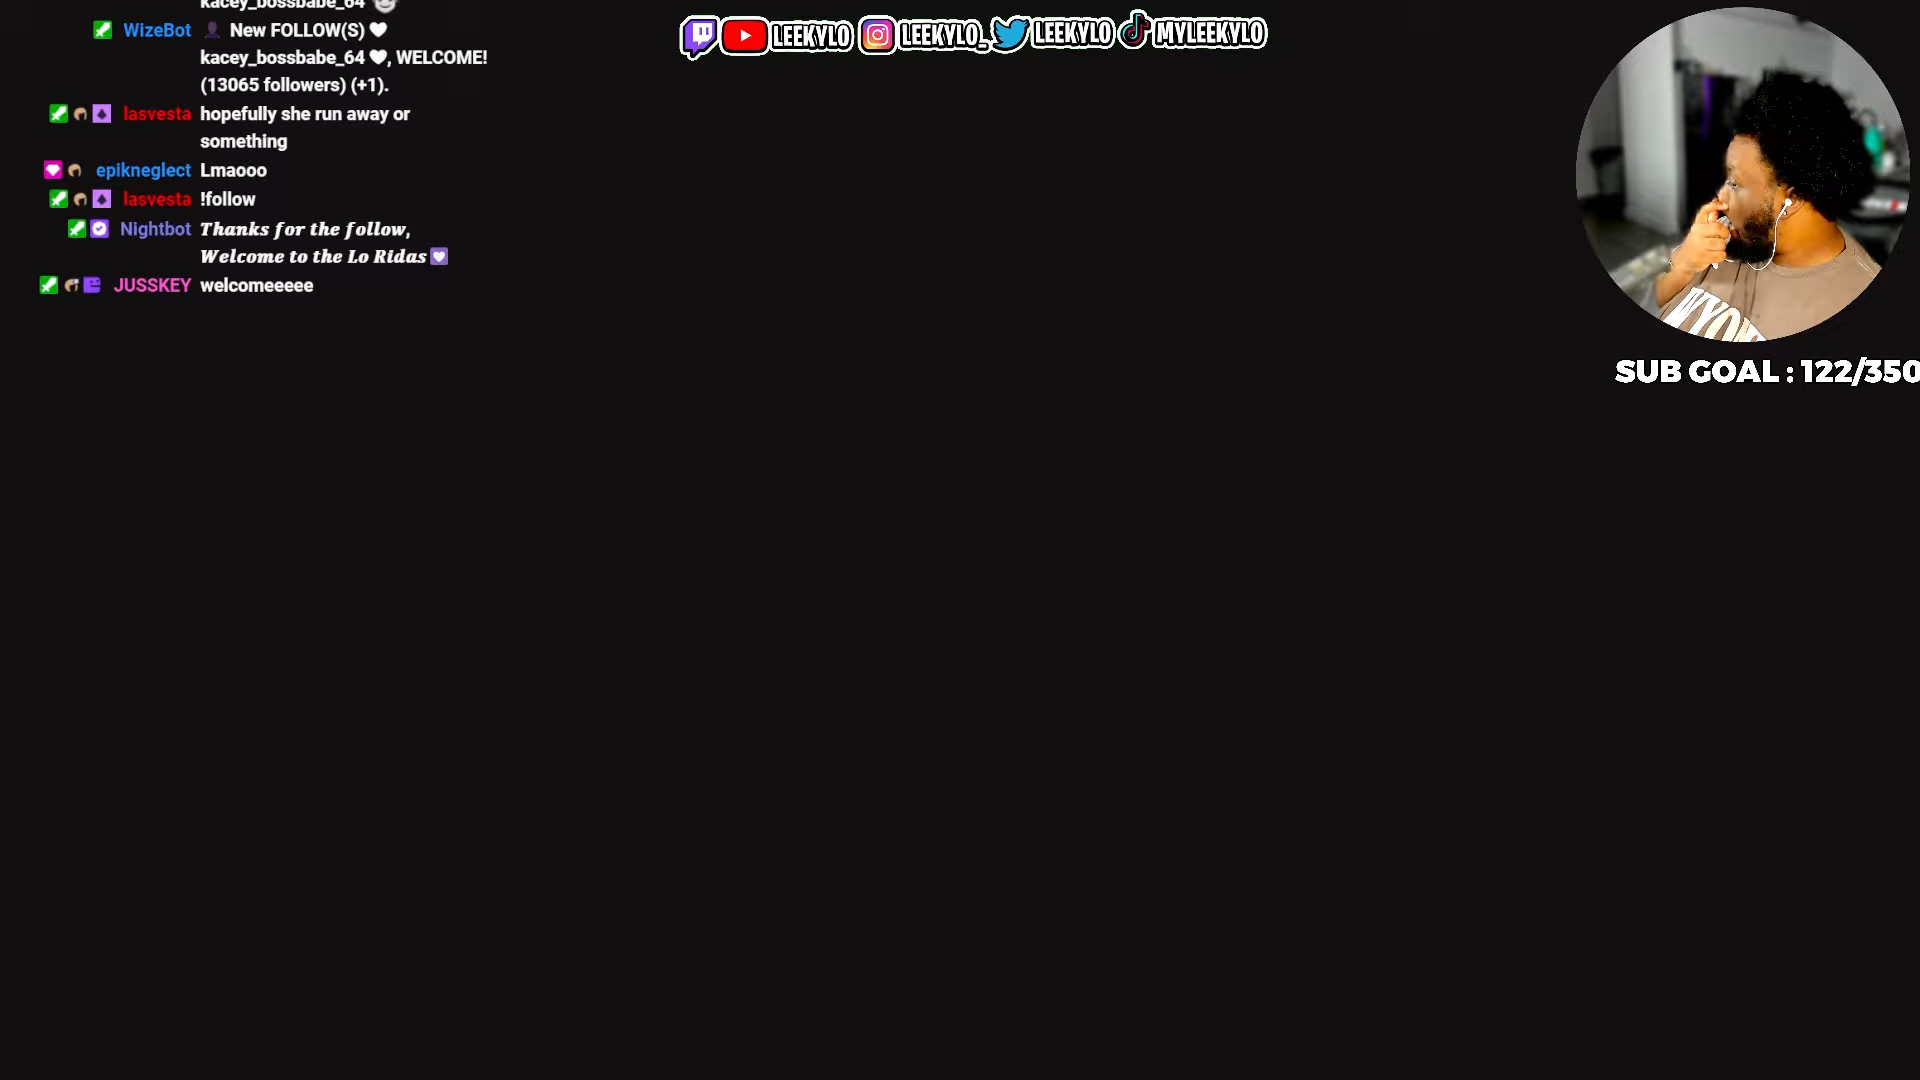 kacey_bossbabe_64
WizeBot 👤 New FOLLOW(S) ♥
kacey_bossbabe_64 ♥, WELCOME!
(13065 followers) (+1).
lasvesta hopefully she run away or
something
epikneglect Lmaooo
lasvesta !follow
Nightbot Thanks for the follow,
Welcome to the Lo Ridas 💜
JUSSKEY welcomeeeee
LEEKYLO LEEKYLO_ LEEKYLO MYLEEKYLO
SUB GOAL : 122/350